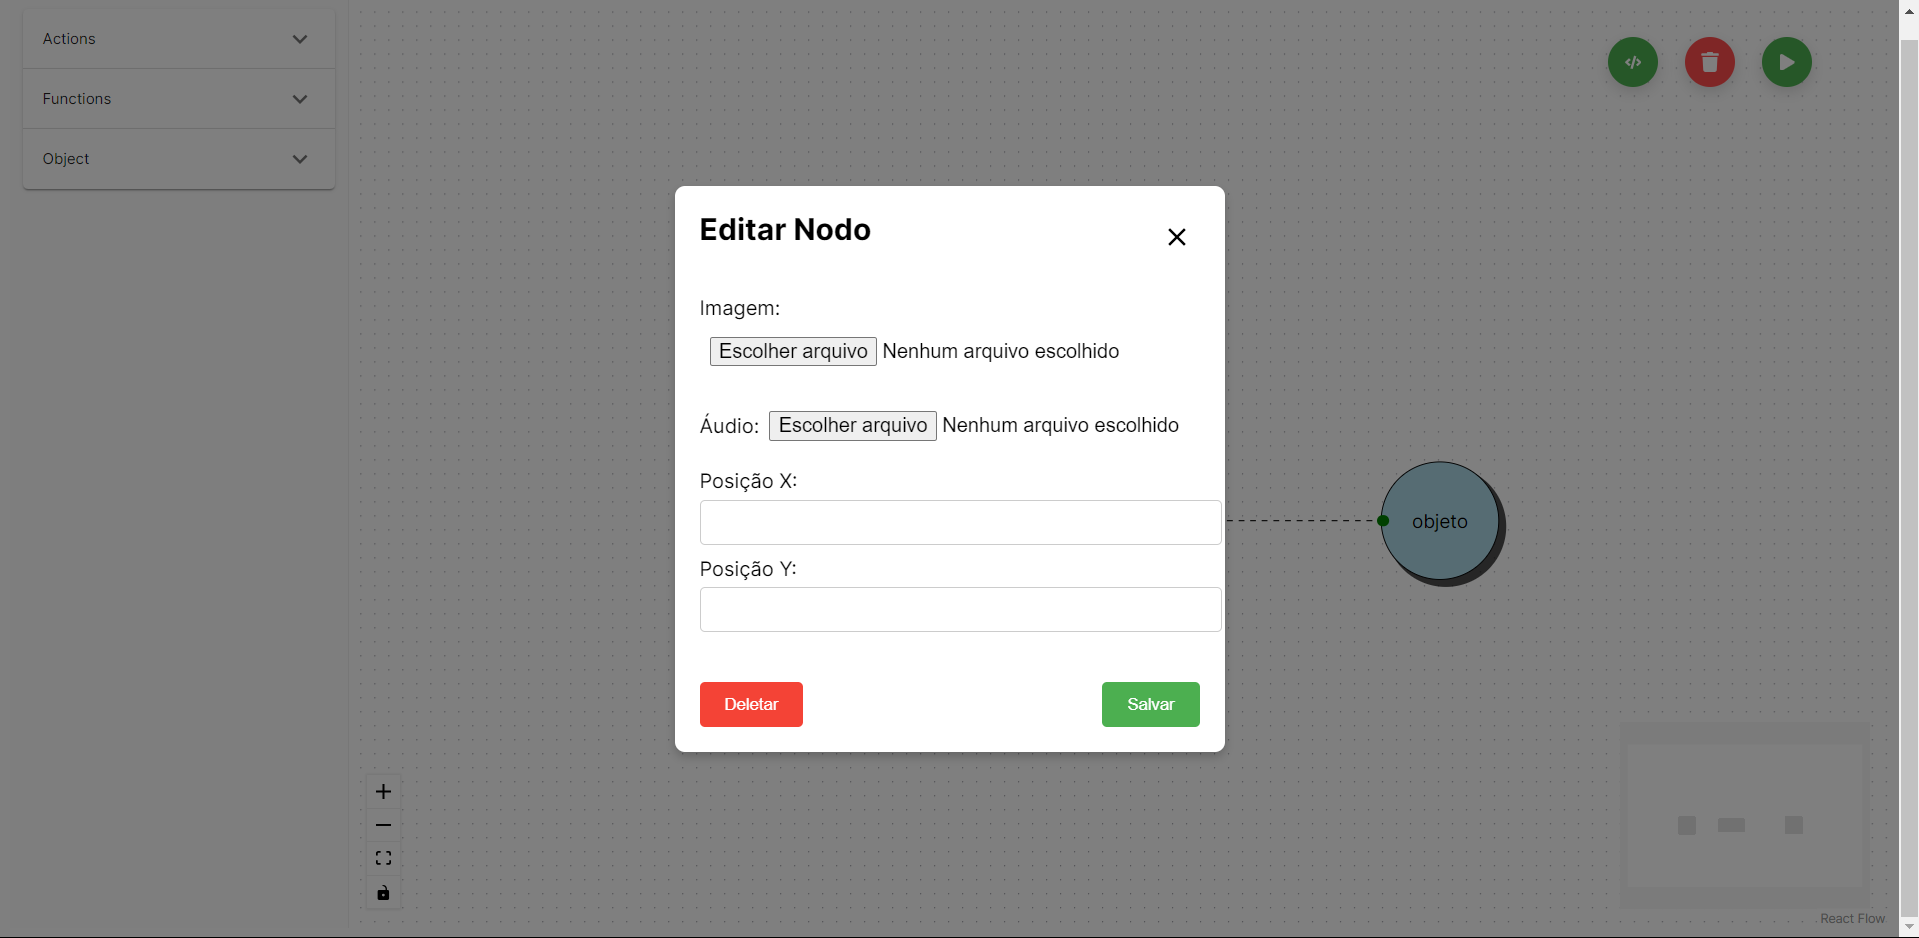 Actions
Functions
Object
Editar Nodo
Imagem:
Escolher arquivo Nenhum arquivo escolhido
Áudio: Escolher arquivo Nenhum arquivo escolhido
Posição X:
Posição Y:
Deletar
Salvar
objeto
React Flow